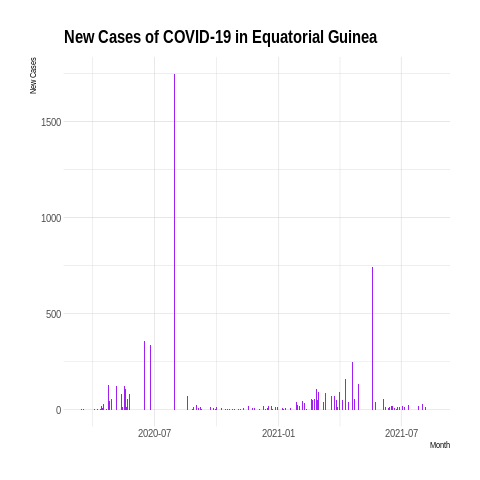 New Cases of COVID-19 in Equatorial Guinea
New Cases
1500
1000
500
0
2020-07
2021-01
2021-07
Month